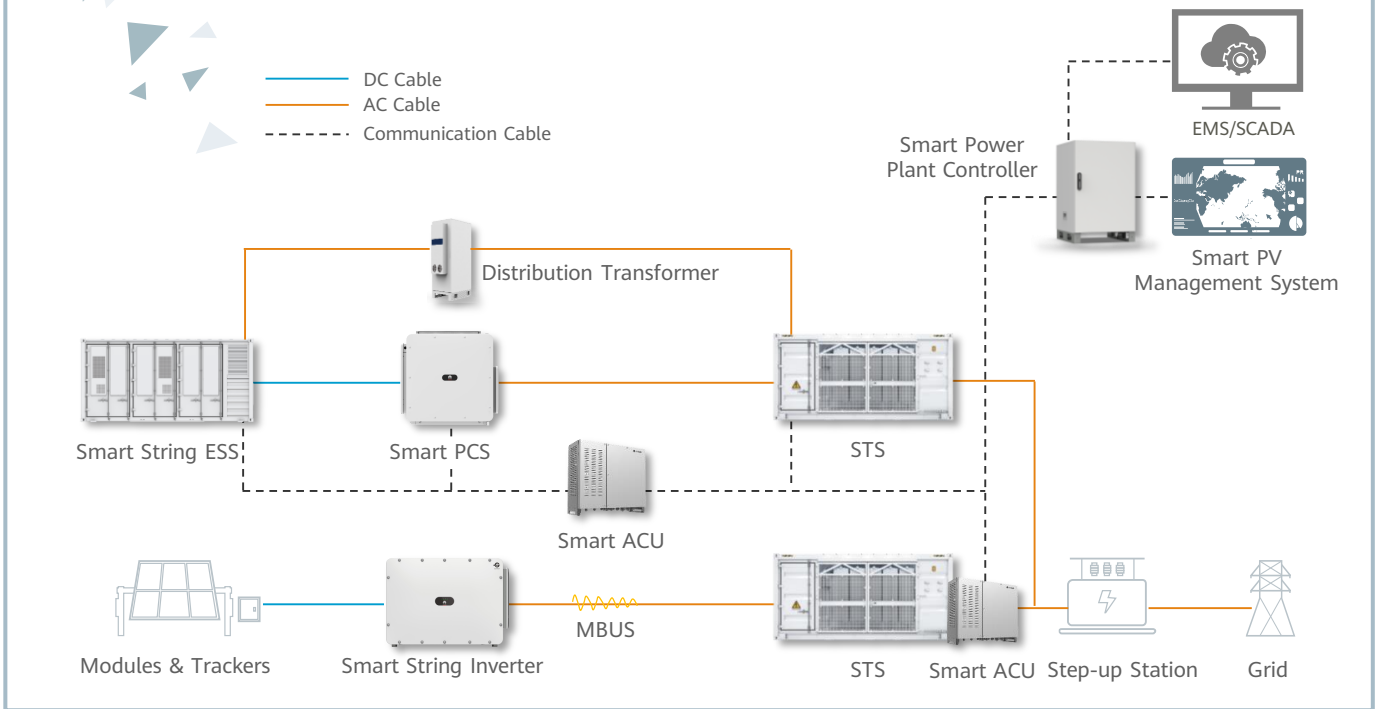 DC Cable
AC Cable
Communication Cable
EMS/SCADA
Smart Power
Plant Controller
Smart PV
Management System
Distribution Transformer
Smart String ESS
Smart PCS
STS
Smart ACU
MBUS
Modules & Trackers
Smart String Inverter
STS
Smart ACU
Step-up Station
Grid